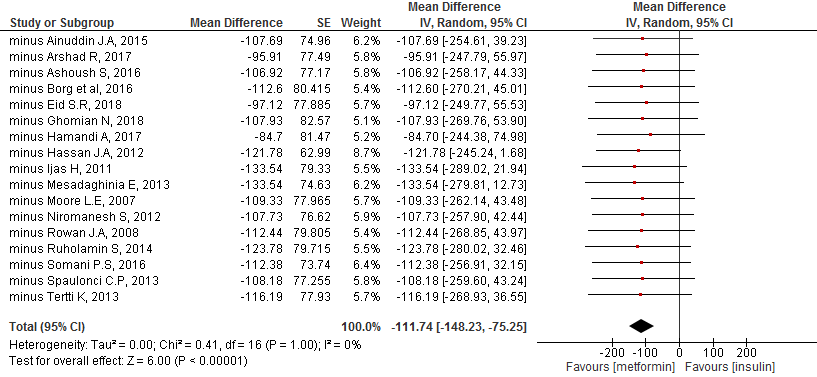 Mean Difference Mean Difference
Study or Subgroup Mean Difference SE Weight IV, Random, 95% CI IV, Random, 95% CI
minus Ainuddin J.A, 2015 -107.69 74.96 6.2% -107.69 [-254.61, 39.23]
minus Arshad R, 2017 -95.91 77.49 5.8% -95.91 [-247.79, 55.97]
minus Ashoush S, 2016 -106.92 77.17 5.8% -106.92 [-258.17, 44.33]
minus Borg et al, 2016 -112.6 80.415 5.4% -112.60 [-270.21, 45.01]
minus Eid S.R, 2018 -97.12 77.885 5.7% -97.12 [-249.77, 55.53]
minus Ghomian N, 2018 -107.93 82.57 5.1% -107.93 [-269.76, 53.90]
minus Hamandi A, 2017 -84.7 81.47 5.2% -84.70 [-244.38, 74.98]
minus Hassan J.A, 2012 -121.78 62.99 8.7% -121.78 [-245.24, 1.68]
minus Ijas H, 2011 -133.54 79.33 5.5% -133.54 [-289.02, 21.94]
minus Mesadaghinia E, 2013 -133.54 74.63 6.2% -133.54 [-279.81, 12.73]
minus Moore L.E, 2007 -109.33 77.965 5.7% -109.33 [-262.14, 43.48]
minus Niromanesh S, 2012 -107.73 76.62 5.9% -107.73 [-257.90, 42.44]
minus Rowan J.A, 2008 -112.44 79.805 5.4% -112.44 [-268.85, 43.97]
minus Ruholamin S, 2014 -123.78 79.715 5.5% -123.78 [-280.02, 32.46]
minus Somani P.S, 2016 -112.38 73.74 6.4% -112.38 [-256.91, 32.15]
minus Spaulonci C.P, 2013 -108.18 77.255 5.8% -108.18 [-259.60, 43.24]
minus Tertti K, 2013 -116.19 77.93 5.7% -116.19 [-268.93, 36.55]
Total (95% CI) 100.0% -111.74 [-148.23, -75.25]
Heterogeneity: Tau² = 0.00; Chi² = 0.41, df = 16 (P = 1.00); I² = 0%
Test for overall effect: Z = 6.00 (P < 0.00001)
-200 -100 0 100 200
Favours [metformin] Favours [insulin]